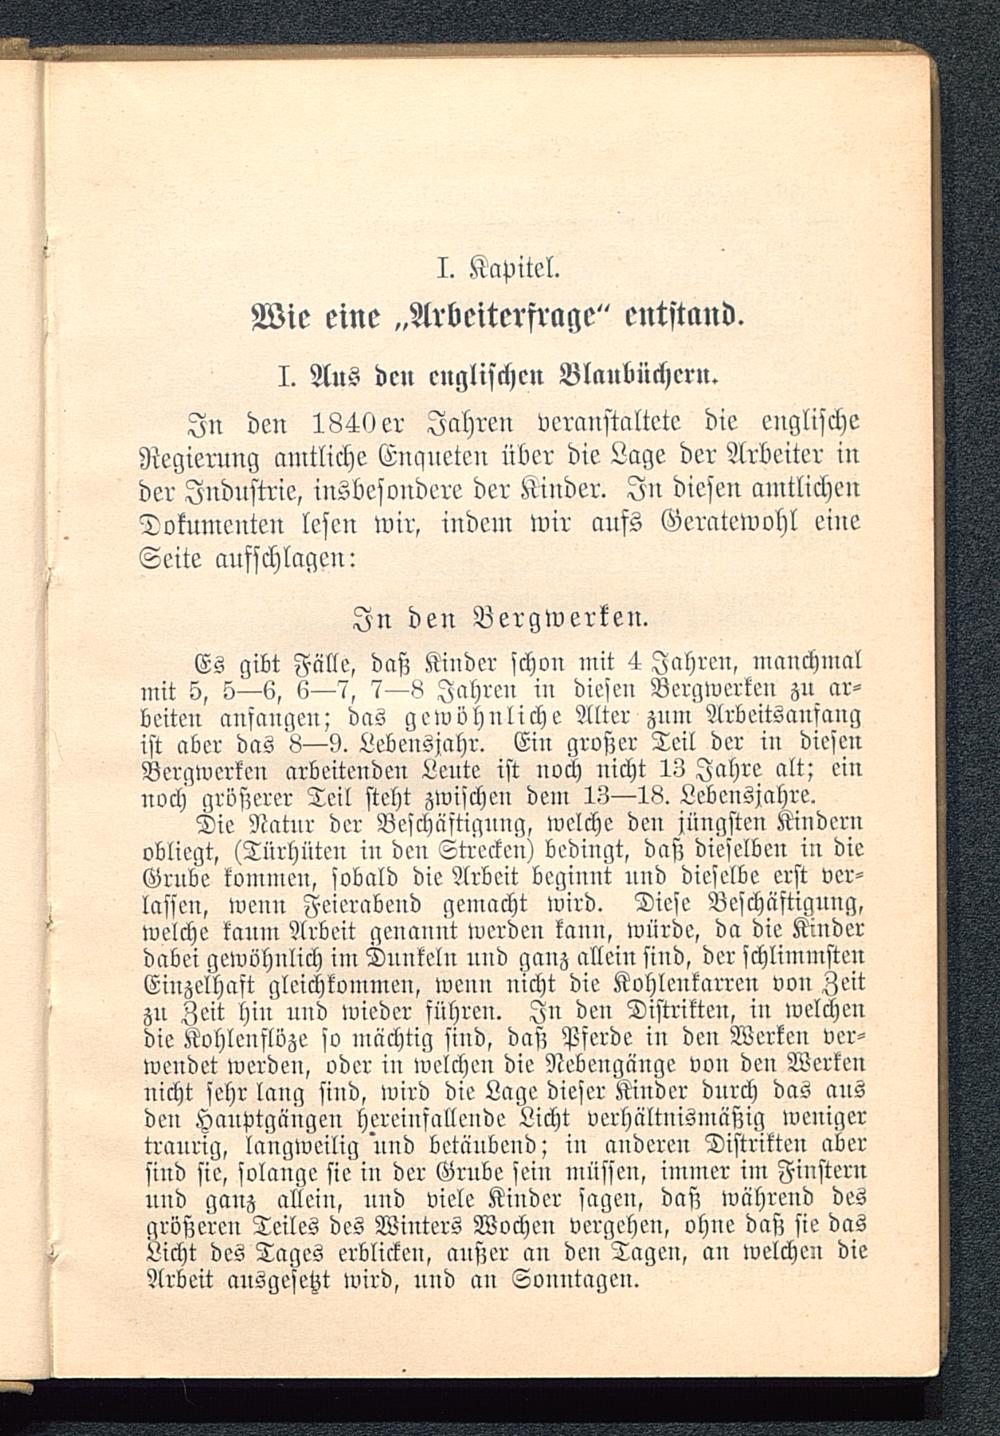 I. Kapitel.
Wie eine „Arbeiterfrage“ entstand.
I. Aus den englischen Blaubüchern.
In den 1840er Jahren veranstaltete die englische
Regierung amtliche Enqueten über die Lage der Arbeiter in
der Industrie, insbesondere der Kinder. In diesen amtlichen
Dokumenten lesen wir, indem wir aufs Geratewohl eine
Seite aufschlagen:
In den Bergwerken.
Es gibt Fälle, daß Kinder schon mit 4 Jahren, manchmal
mit 5, 5—6, 6—7, 7—8 Jahren in diesen Bergwerken zu ar-
beiten anfangen; das gewöhnliche Alter zum Arbeitsanfang
ist aber das 8—9. Lebensjahr. Ein großer Teil der in diesen
Bergwerken arbeitenden Leute ist noch nicht 13 Jahre alt; ein
noch größerer Teil steht zwischen dem 13—18. Lebensjahre.
Die Natur der Beschäftigung, welche den jüngsten Kindern
obliegt, (Türhüten in den Strecken) bedingt, daß dieselben in die
Grube kommen, sobald die Arbeit beginnt und dieselbe erst ver-
lassen, wenn Feierabend gemacht wird. Diese Beschäftigung,
welche kaum Arbeit genannt werden kann, würde, da die Kinder
dabei gewöhnlich im Dunkeln und ganz allein sind, der schlimmsten
Einzelhaft gleichkommen, wenn nicht die Kohlenkarren von Zeit
zu Zeit hin und wieder führen. In den Distrikten, in welchen
die Kohlenflöze so mächtig sind, daß Pferde in den Werken ver-
wendet werden, oder in welchen die Nebengänge von den Werken
nicht sehr lang sind, wird die Lage dieser Kinder durch das aus
den Hauptgängen hereinfallende Licht verhältnismäßig weniger
traurig, langweilig und betäubend; in anderen Distrikten aber
sind sie, solange sie in der Grube sein müssen, immer im Finstern
und ganz allein, und viele Kinder sagen, daß während des
größeren Teiles des Winters Wochen vergehen, ohne daß sie das
Licht des Tages erblicken, außer an den Tagen, an welchen die
Arbeit ausgesetzt wird, und an Sonntagen.